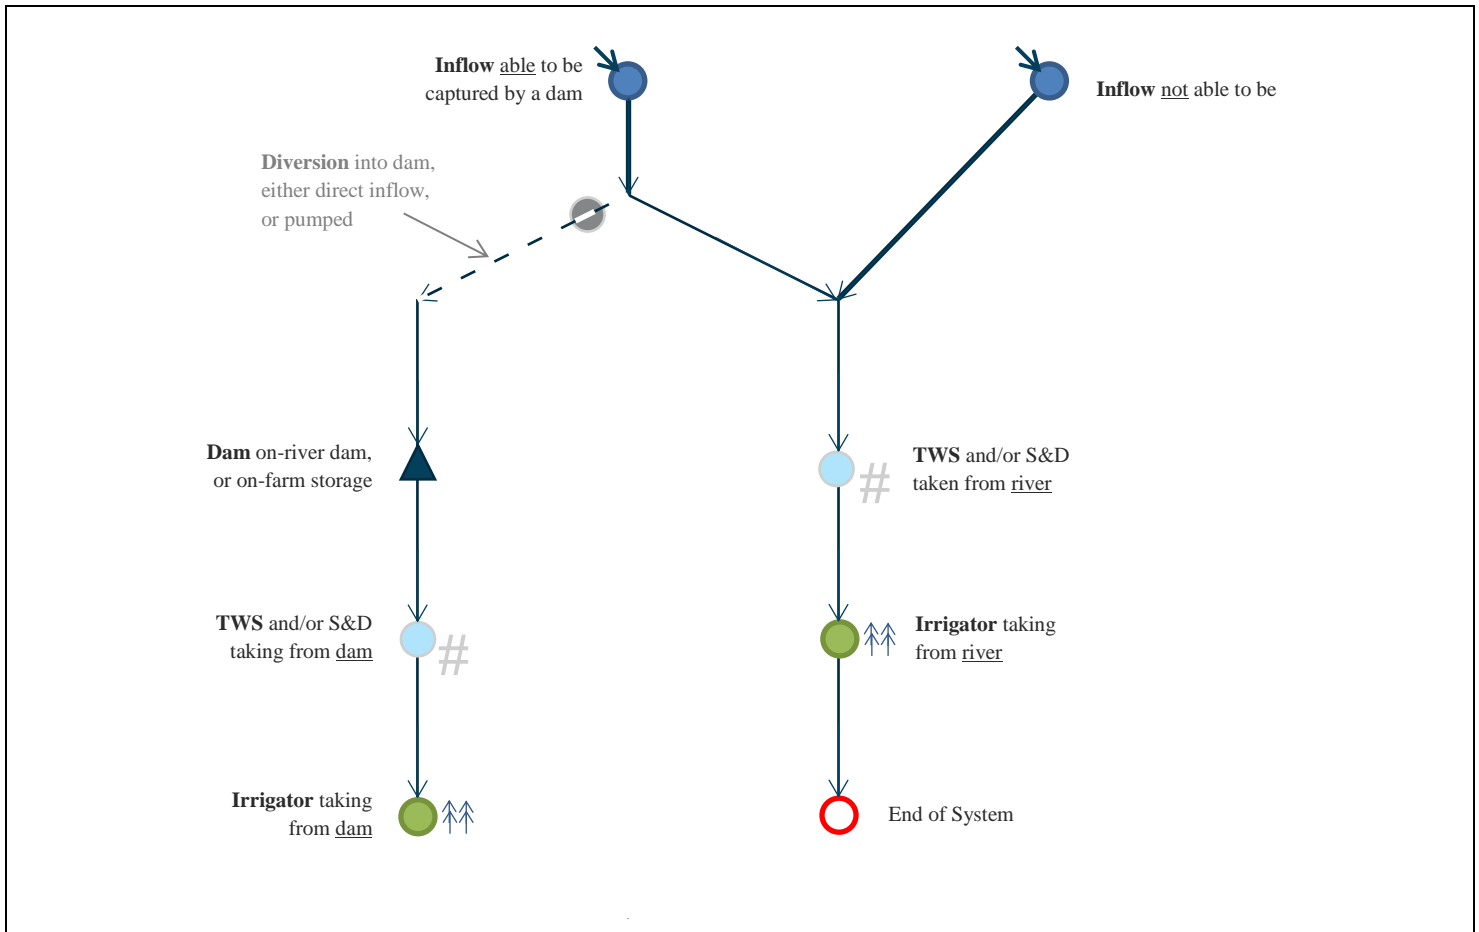 Inflow able to be
captured by a dam
Inflow not able to be
Diversion into dam,
either direct inflow,
or pumped
Dam on-river dam,
or on-farm storage
TWS and/or S&D
taken from river
#
TWS and/or S&D
taking from dam
#
Irrigator taking
from river
Irrigator taking
from dam
End of System